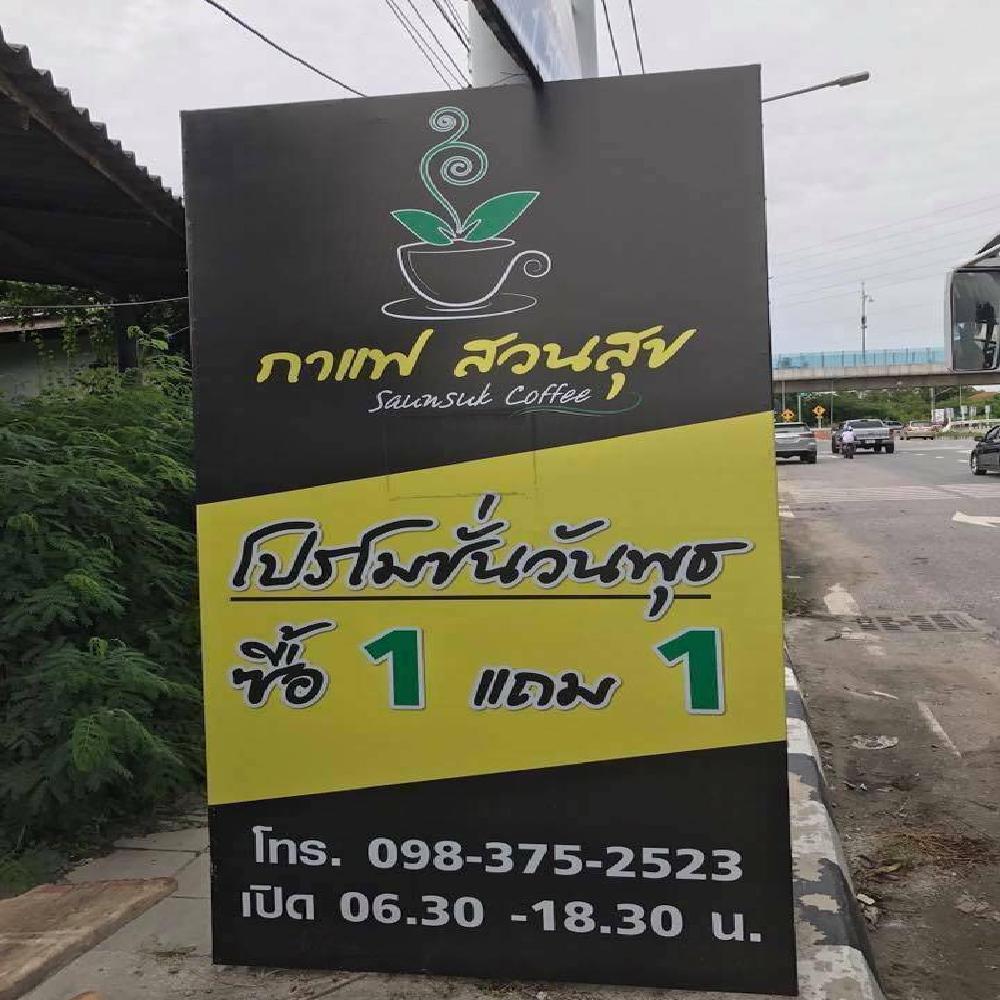 กาแฟ สวนสุข
Saunsuk Coffee
โปรโมชั่นวันพุธ
ซื้อ 1 แถม 1
โทร. 098-375-2523
เปิด 06.30 -18.30 น.